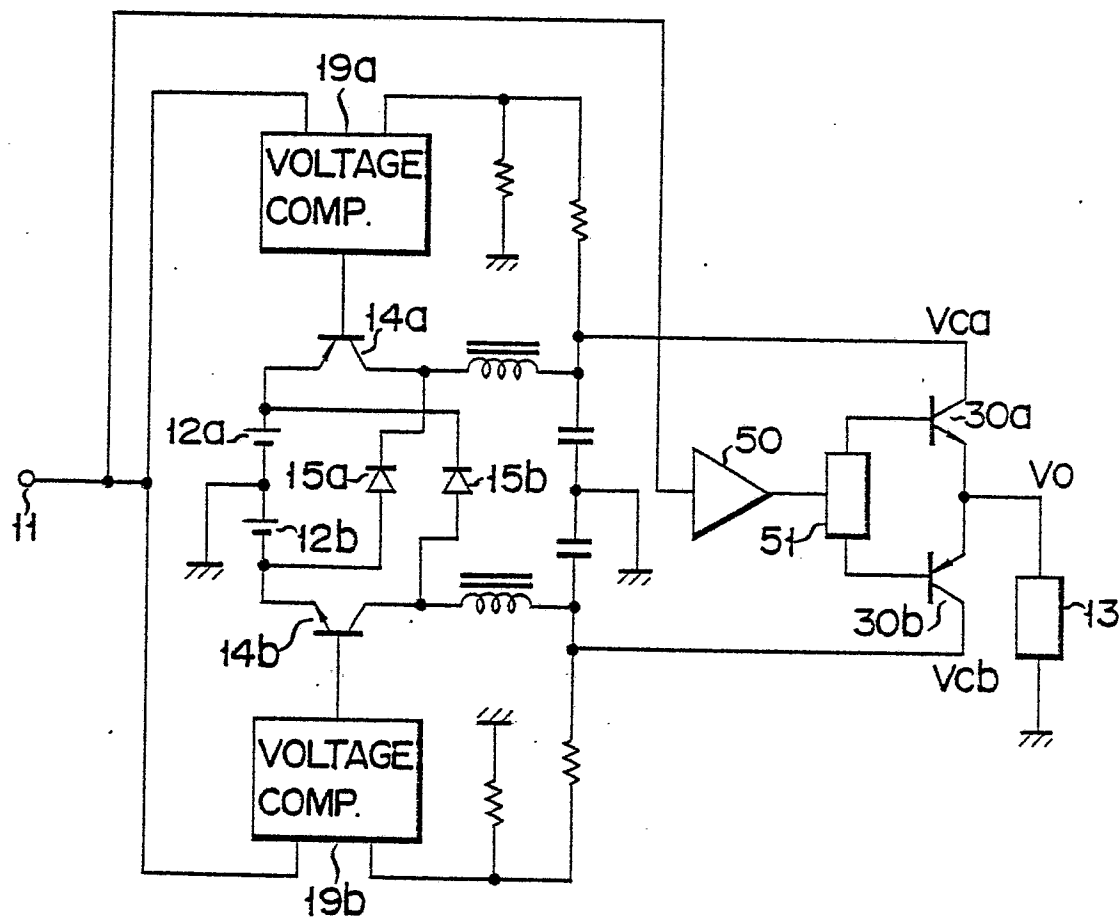 19a
VOLTAGE
COMP.
14a
Vca
30a
12a
50
15a
15b
Vo
11
12b
51
30b
13
14b
Vcb
VOLTAGE
COMP.
19b